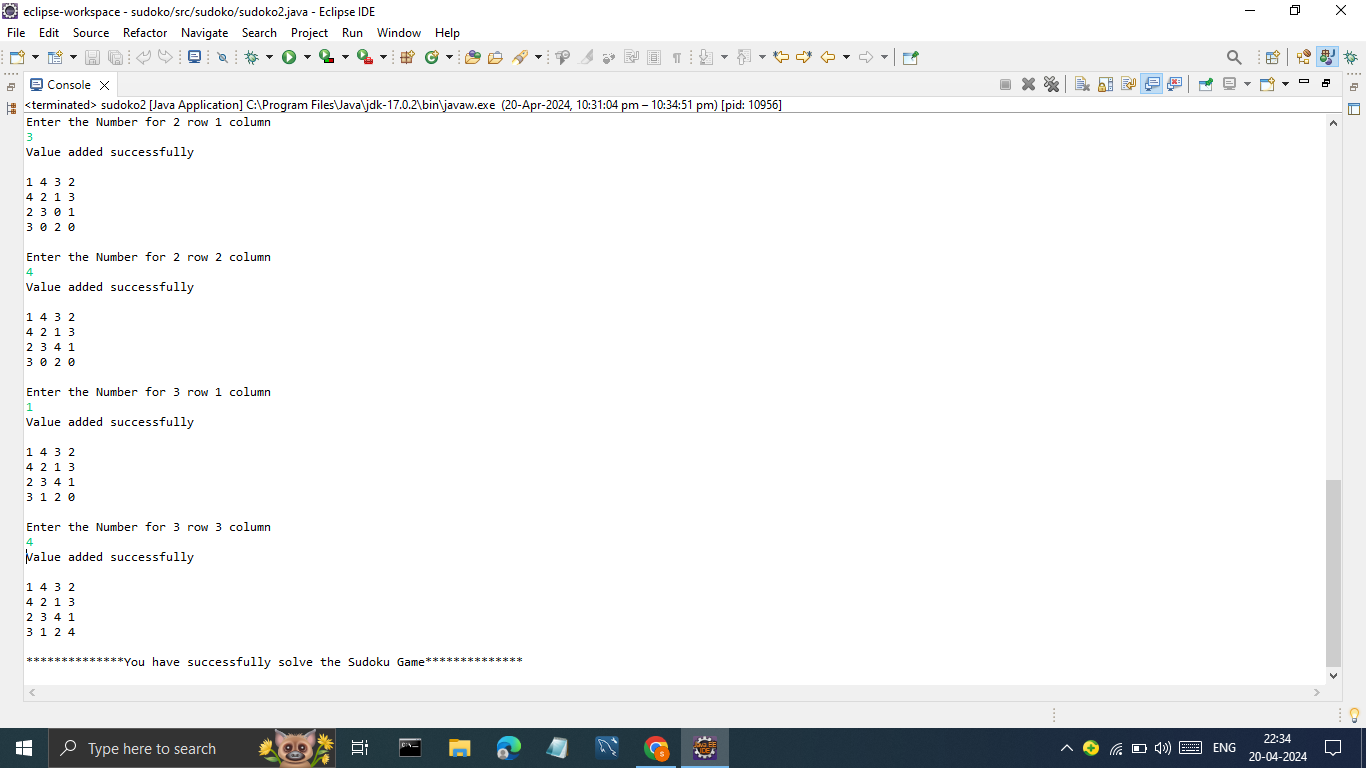 eclipse-workspace - sudoko/src/sudoko/sudoko2.java - Eclipse IDE
File Edit Source Refactor Navigate Search Project Run Window Help
Console
<terminated> sudoko2 [Java Application] C:\Program Files\Java\jdk-17.0.2\bin\javaw.exe (20-Apr-2024, 10:31:04 pm – 10:34:51 pm) [pid: 10956]
Enter the Number for 2 row 1 column
3
Value added successfully
1 4 3 2
4 2 1 3
2 3 0 1
3 0 2 0
Enter the Number for 2 row 2 column
4
Value added successfully
1 4 3 2
4 2 1 3
2 3 4 1
3 0 2 0
Enter the Number for 3 row 1 column
1
Value added successfully
1 4 3 2
4 2 1 3
2 3 4 1
3 1 2 0
Enter the Number for 3 row 3 column
4
Value added successfully
1 4 3 2
4 2 1 3
2 3 4 1
3 1 2 4
**************You have successfully solve the Sudoku Game**************
Type here to search
ENG
22:34
20-04-2024